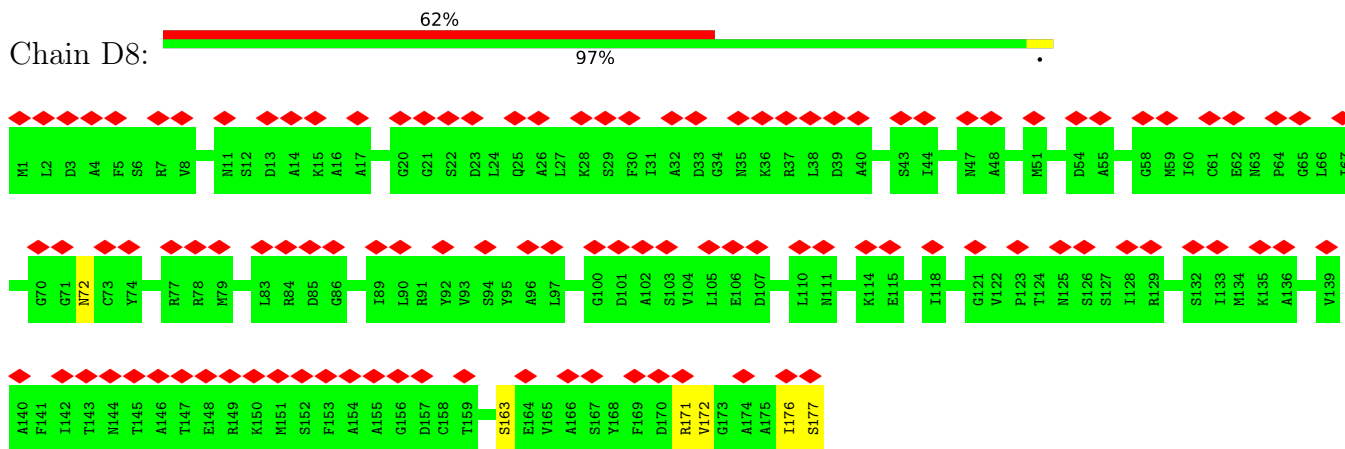 62%
Chain D8:
97%
.
M1 L2 D3 A4 F5 S6 R7 V8 N11 S12 D13 A14 K15 A16 A17 G20 G21 S22 D23 L24 Q25 A26 L27 K28 S29 F30 I31 A32 D33 G34 N35 K36 R37 L38 D39 A40 S43 I44 N47 A48 M51 D54 A55 G58 M59 I60 C61 E62 N63 P64 G65 L66
G70 G71 N72 C73 Y74 R77 R78 M79 L83 R84 D85 G86 I89 L90 R91 Y92 V93 S94 Y95 A96 L97 G100 D101 A102 S103 V104 L105 E106 D107 L110 N111 K114 E115 I118 G121 V122 P123 T124 N125 S126 S127 I128 R129 S132 I133 M134 K135 A136 V139
A140 F141 I142 T143 N144 T145 A146 T147 E148 R149 K150 M151 S152 F153 A154 A155 G156 D157 C158 T159 S163 E164 V165 A166 S167 Y168 F169 D170 R171 V172 G173 A174 A175 I176 S177